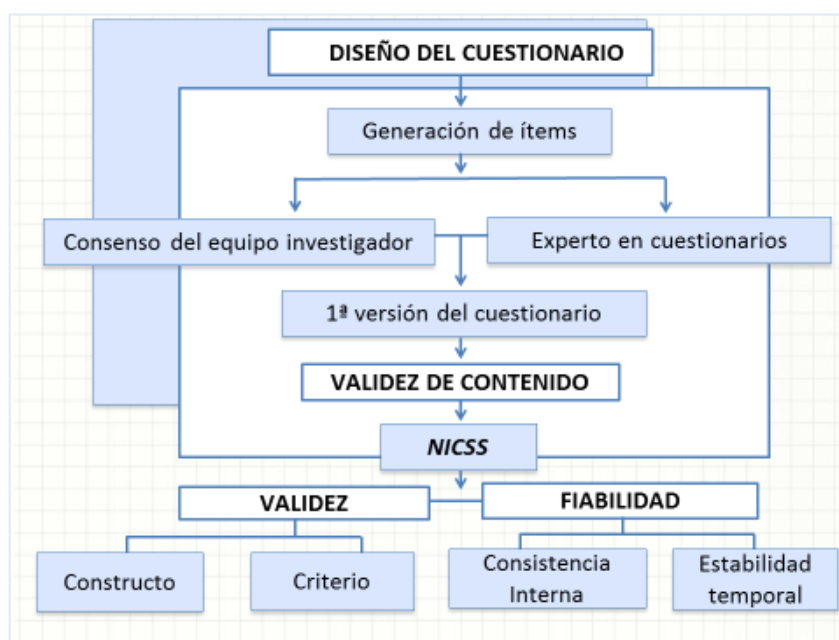 DISEÑO DEL CUESTIONARIO
Generación de ítems
Consenso del equipo investigador
Experto en cuestionarios
1ª versión del cuestionario
VALIDEZ DE CONTENIDO
NICSS
VALIDEZ
FIABILIDAD
Constructo
Criterio
Consistencia
Interna
Estabilidad
temporal